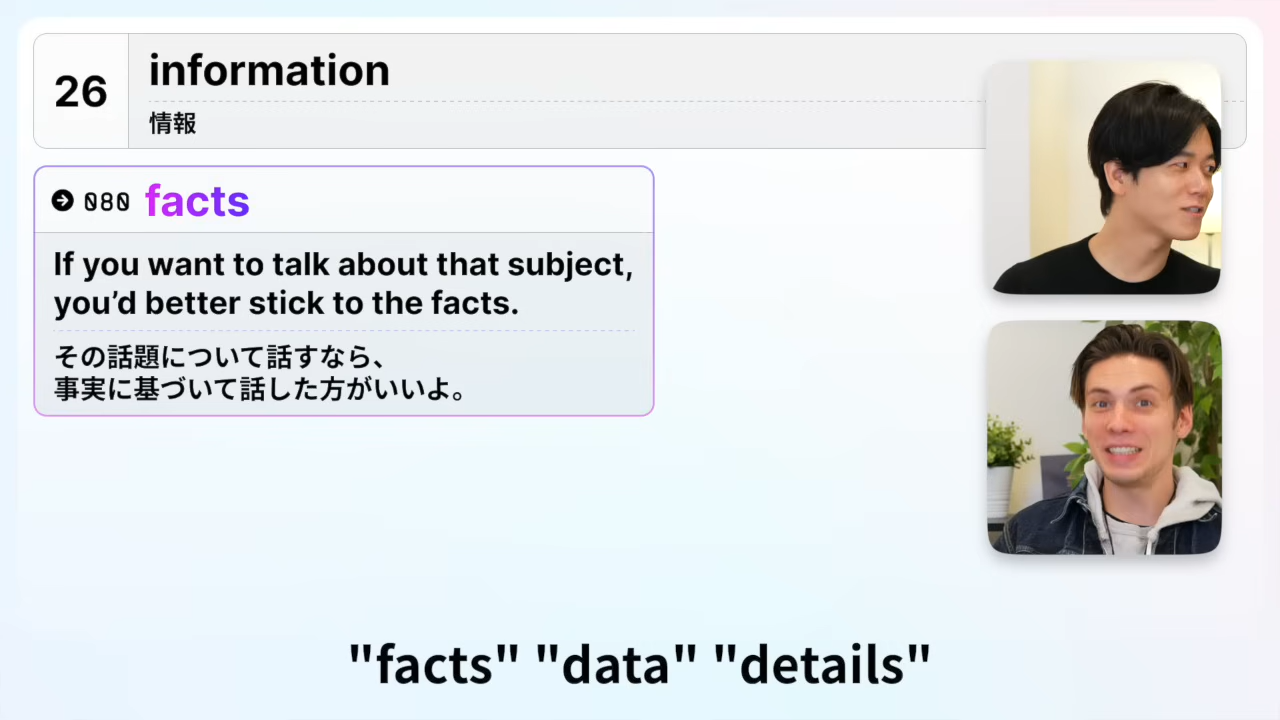 26
information
情報
080 facts
If you want to talk about that subject,
you’d better stick to the facts.
その話題について話すなら、
事実に基づいて話した方がいいよ。
"facts" "data" "details"